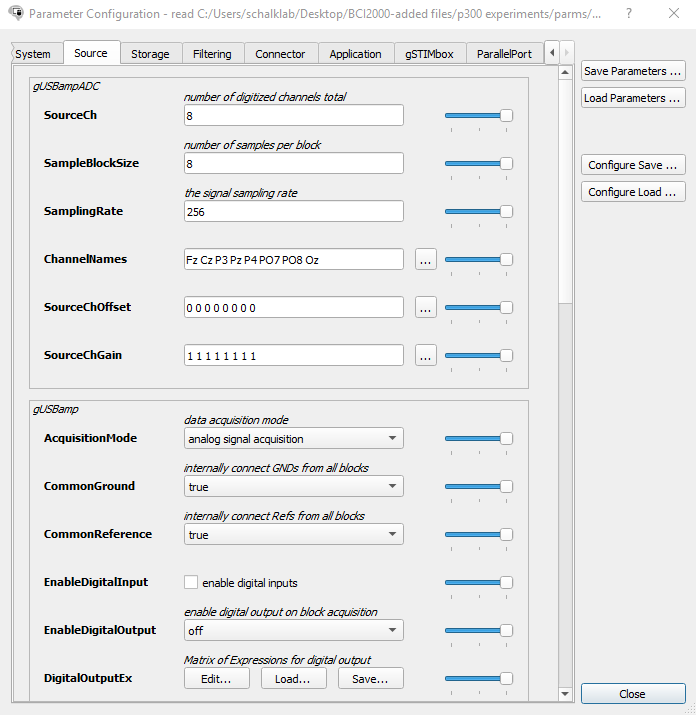 Parameter Configuration - read C:/Users/schalklab/Desktop/BCI2000-added files/p300 experiments/parms/...
System Source Storage Filtering Connector Application gSTIMbox ParallelPort
Save Parameters ...
Load Parameters ...
Configure Save ...
Configure Load ...
gUSBampADC
number of digitized channels total
SourceCh 8
number of samples per block
SampleBlockSize 8
the signal sampling rate
SamplingRate 256
ChannelNames Fz Cz P3 Pz P4 PO7 PO8 Oz ...
SourceChOffset 0 0 0 0 0 0 0 0 ...
SourceChGain 1 1 1 1 1 1 1 1 ...
gUSBamp
data acquisition mode
AcquisitionMode analog signal acquisition
internally connect GNDs from all blocks
CommonGround true
internally connect Refs from all blocks
CommonReference true
EnableDigitalInput enable digital inputs
enable digital output on block acquisition
EnableDigitalOutput off
Matrix of Expressions for digital output
DigitalOutputEx Edit... Load... Save...
Close